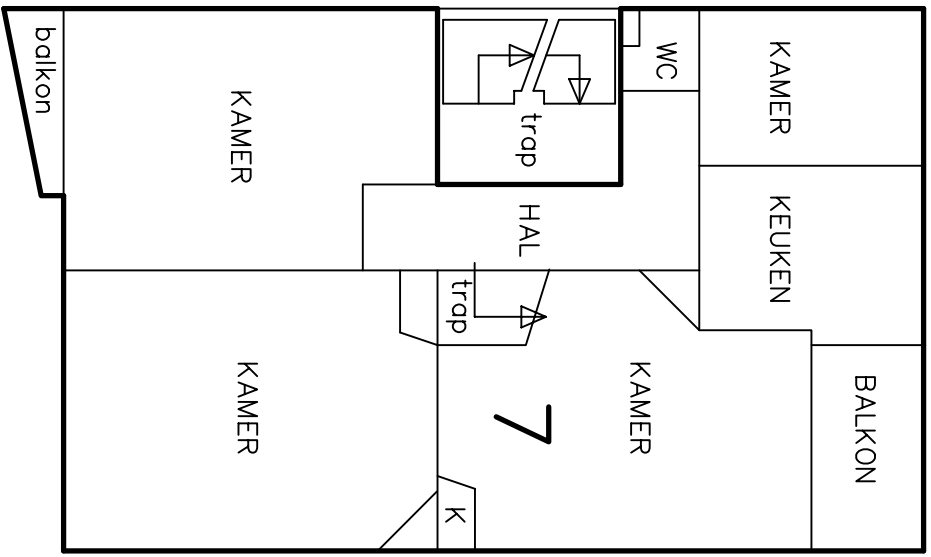 balkon
KAMER
trap
WC
KAMER
HAL
KEUKEN
trap
KAMER
7
K
KAMER
BALKON